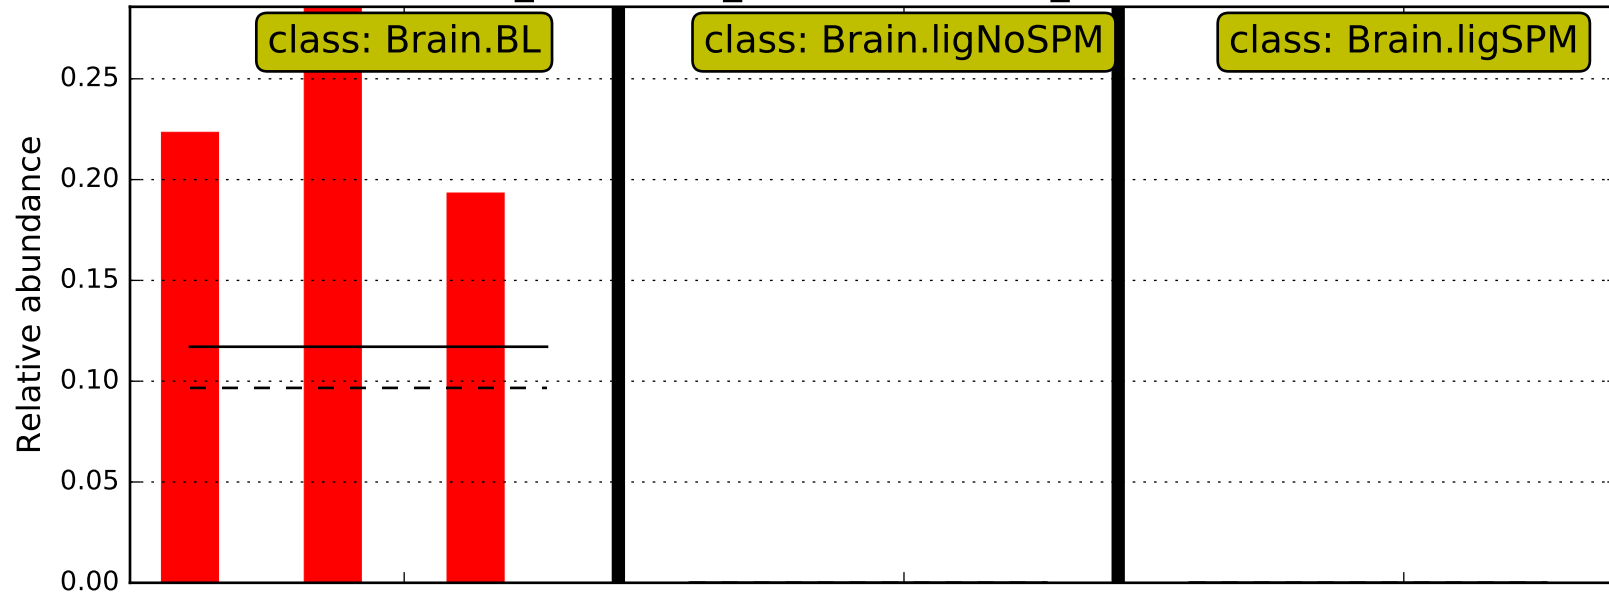 class: Brain.BL
class: Brain.ligNoSPM
class: Brain.ligSPM
Relative abundance
0.25
0.20
0.15
0.10
0.05
0.00